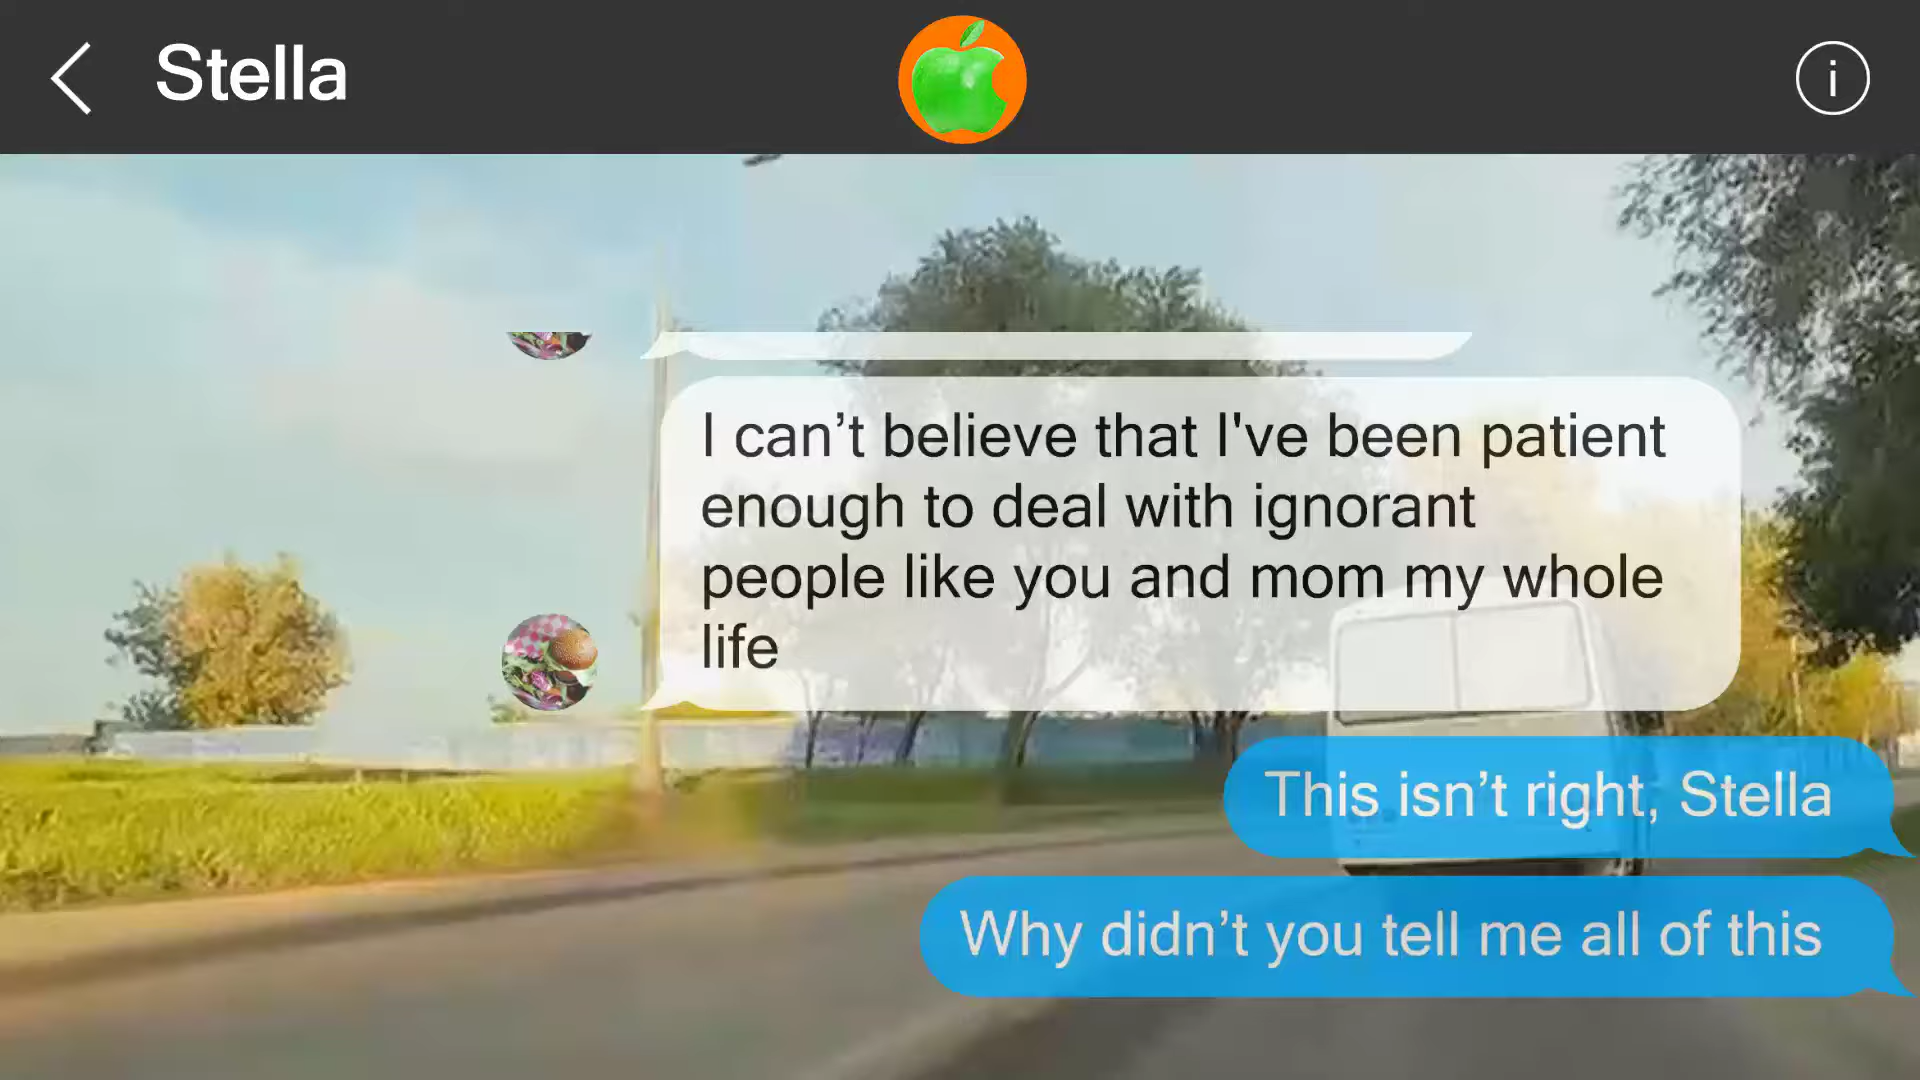 Stella
i
I can’t believe that I've been patient
enough to deal with ignorant
people like you and mom my whole
life
This isn’t right, Stella
Why didn’t you tell me all of this